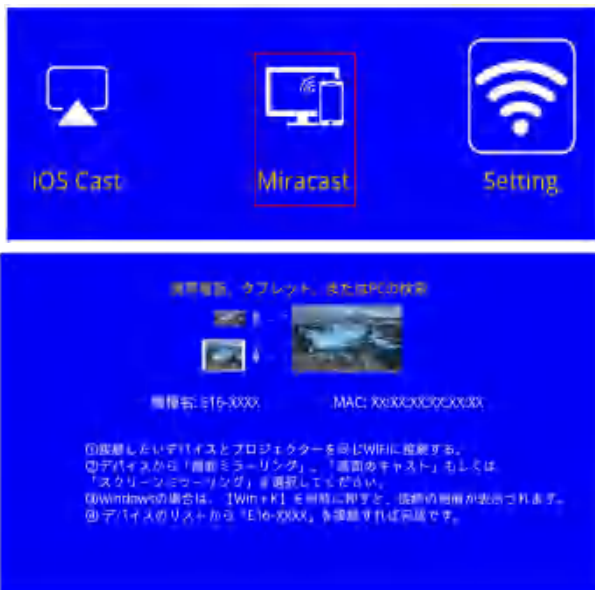 iOS Cast
Miracast
Setting
携帯電話、タブレット、またはPCの検索
機種名: E16-XXXX
MAC: XX:XX:XX:XX:XX:XX
①接続したいデバイスとプロジェクターを同じWIFIに接続する。
②デバイスから「画面ミラーリング」、「画面のキャスト」もしくは
「スクリーンミラーリング」を選択してください。
③Windowsの場合は、【Win+K】を同時に押すと、接続の画面が表示されます。
④デバイスのリストから「E16-XXXX」を接続すれば完成です。